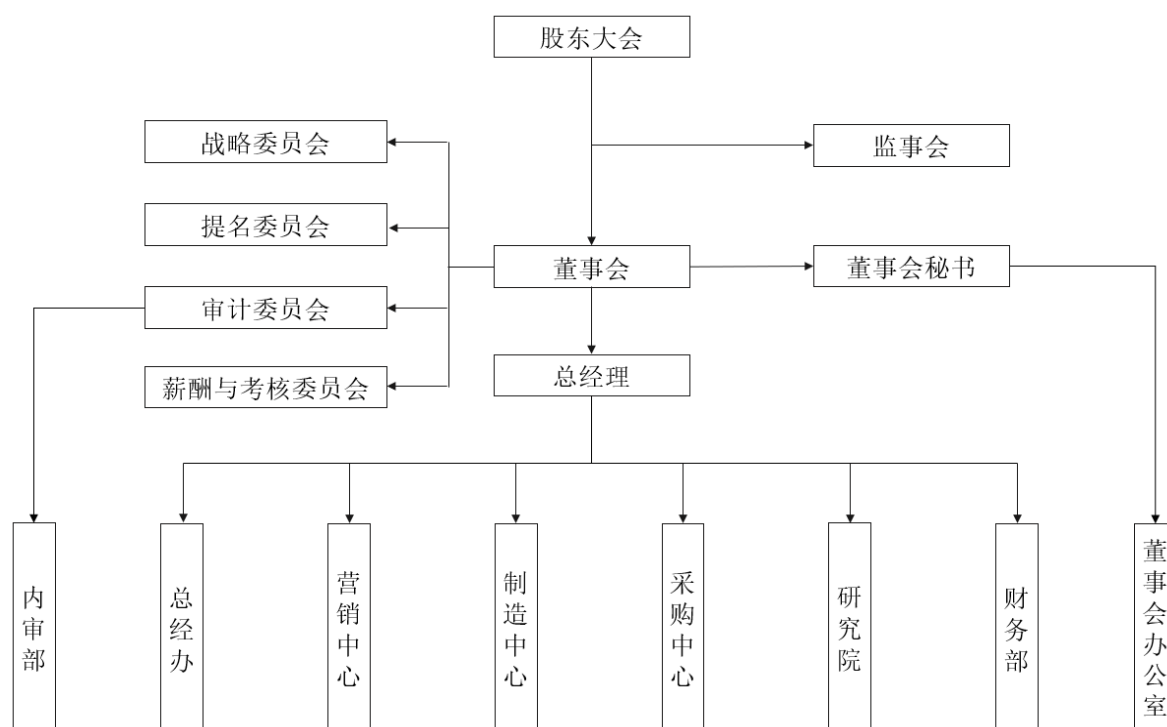 股东大会
战略委员会
监事会
提名委员会
董事会
董事会秘书
审计委员会
总经理
薪酬与考核委员会
内审部
总经办
营销中心
制造中心
采购中心
研究院
财务部
董事会办公室